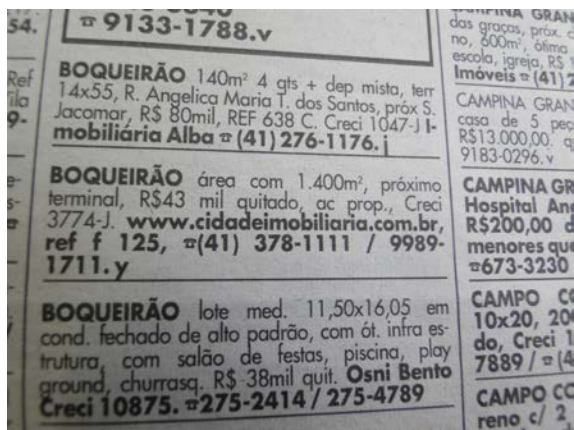 54.
☎ 9133-1788.v
BOQUEIRÃO 140m² 4 gts + dep mista, terr
14x55, R. Angelica Maria T. dos Santos, próx S.
Jacomar, R$ 80mil, REF 638 C. Creci 1047-J I-
mobiliária Alba ☎ (41) 276-1176. j
BOQUEIRÃO área com 1.400m², próximo
terminal, R$43 mil quitado, ac prop., Creci
3774-J. www.cidadeimobiliaria.com.br,
ref f 125, ☎(41) 378-1111 / 9989-
1711. y
BOQUEIRÃO lote med. 11,50x16,05 em
cond. fechado de alto padrão, com ót. infra es-
trutura, com salão de festas, piscina, play
ground, churrasq. R$ 38mil quit. Osni Bento
Creci 10875. ☎275-2414 / 275-4789
das graças, próx.
no, 600m², ótima
escola, igreja, R$
Imóveis ☎ (41)
CAMPINA GRAN
casa de 5 peç
R$13.000,00.
9183-0296. v
CAMPINA GR
Hospital An
R$200,00 d
menores que
☎673-3230
CAMPO C
10x20, 20
do, Creci 1
7889 / ☎ (4
CAMPO CO
reno c/ 2